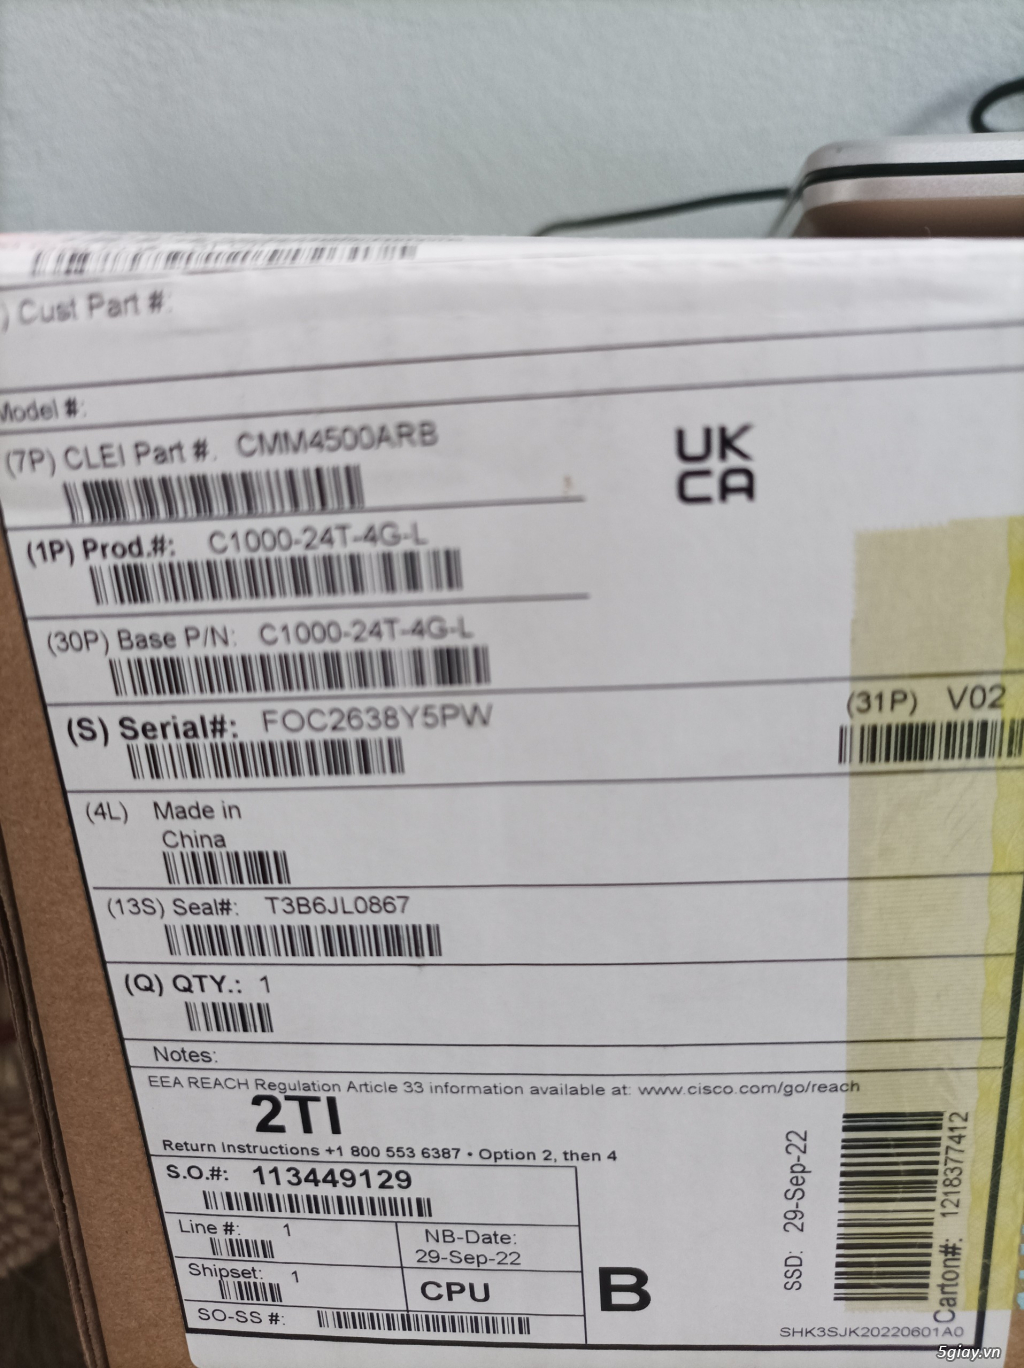 ) Cust Part #:
Model #:
(7P) CLEI Part #. CMM4500ARB
UK
CA
(1P) Prod.#: C1000-24T-4G-L
(30P) Base P/N: C1000-24T-4G-L
(S) Serial#: FOC2638Y5PW
(31P) V02
(4L) Made in
China
(13S) Seal#: T3B6JL0867
(Q) QTY.: 1
Notes:
EEA REACH Regulation Article 33 information available at: www.cisco.com/go/reach
2TI
Return Instructions +1 800 553 6387 • Option 2, then 4
S.O.#: 113449129
Line #: 1
NB-Date:
29-Sep-22
Shipset: 1
CPU
SO-SS #:
B
SSD: 29-Sep-22
Carton#: 1218377412
SHK3SJK20220601A0
5giay.vn